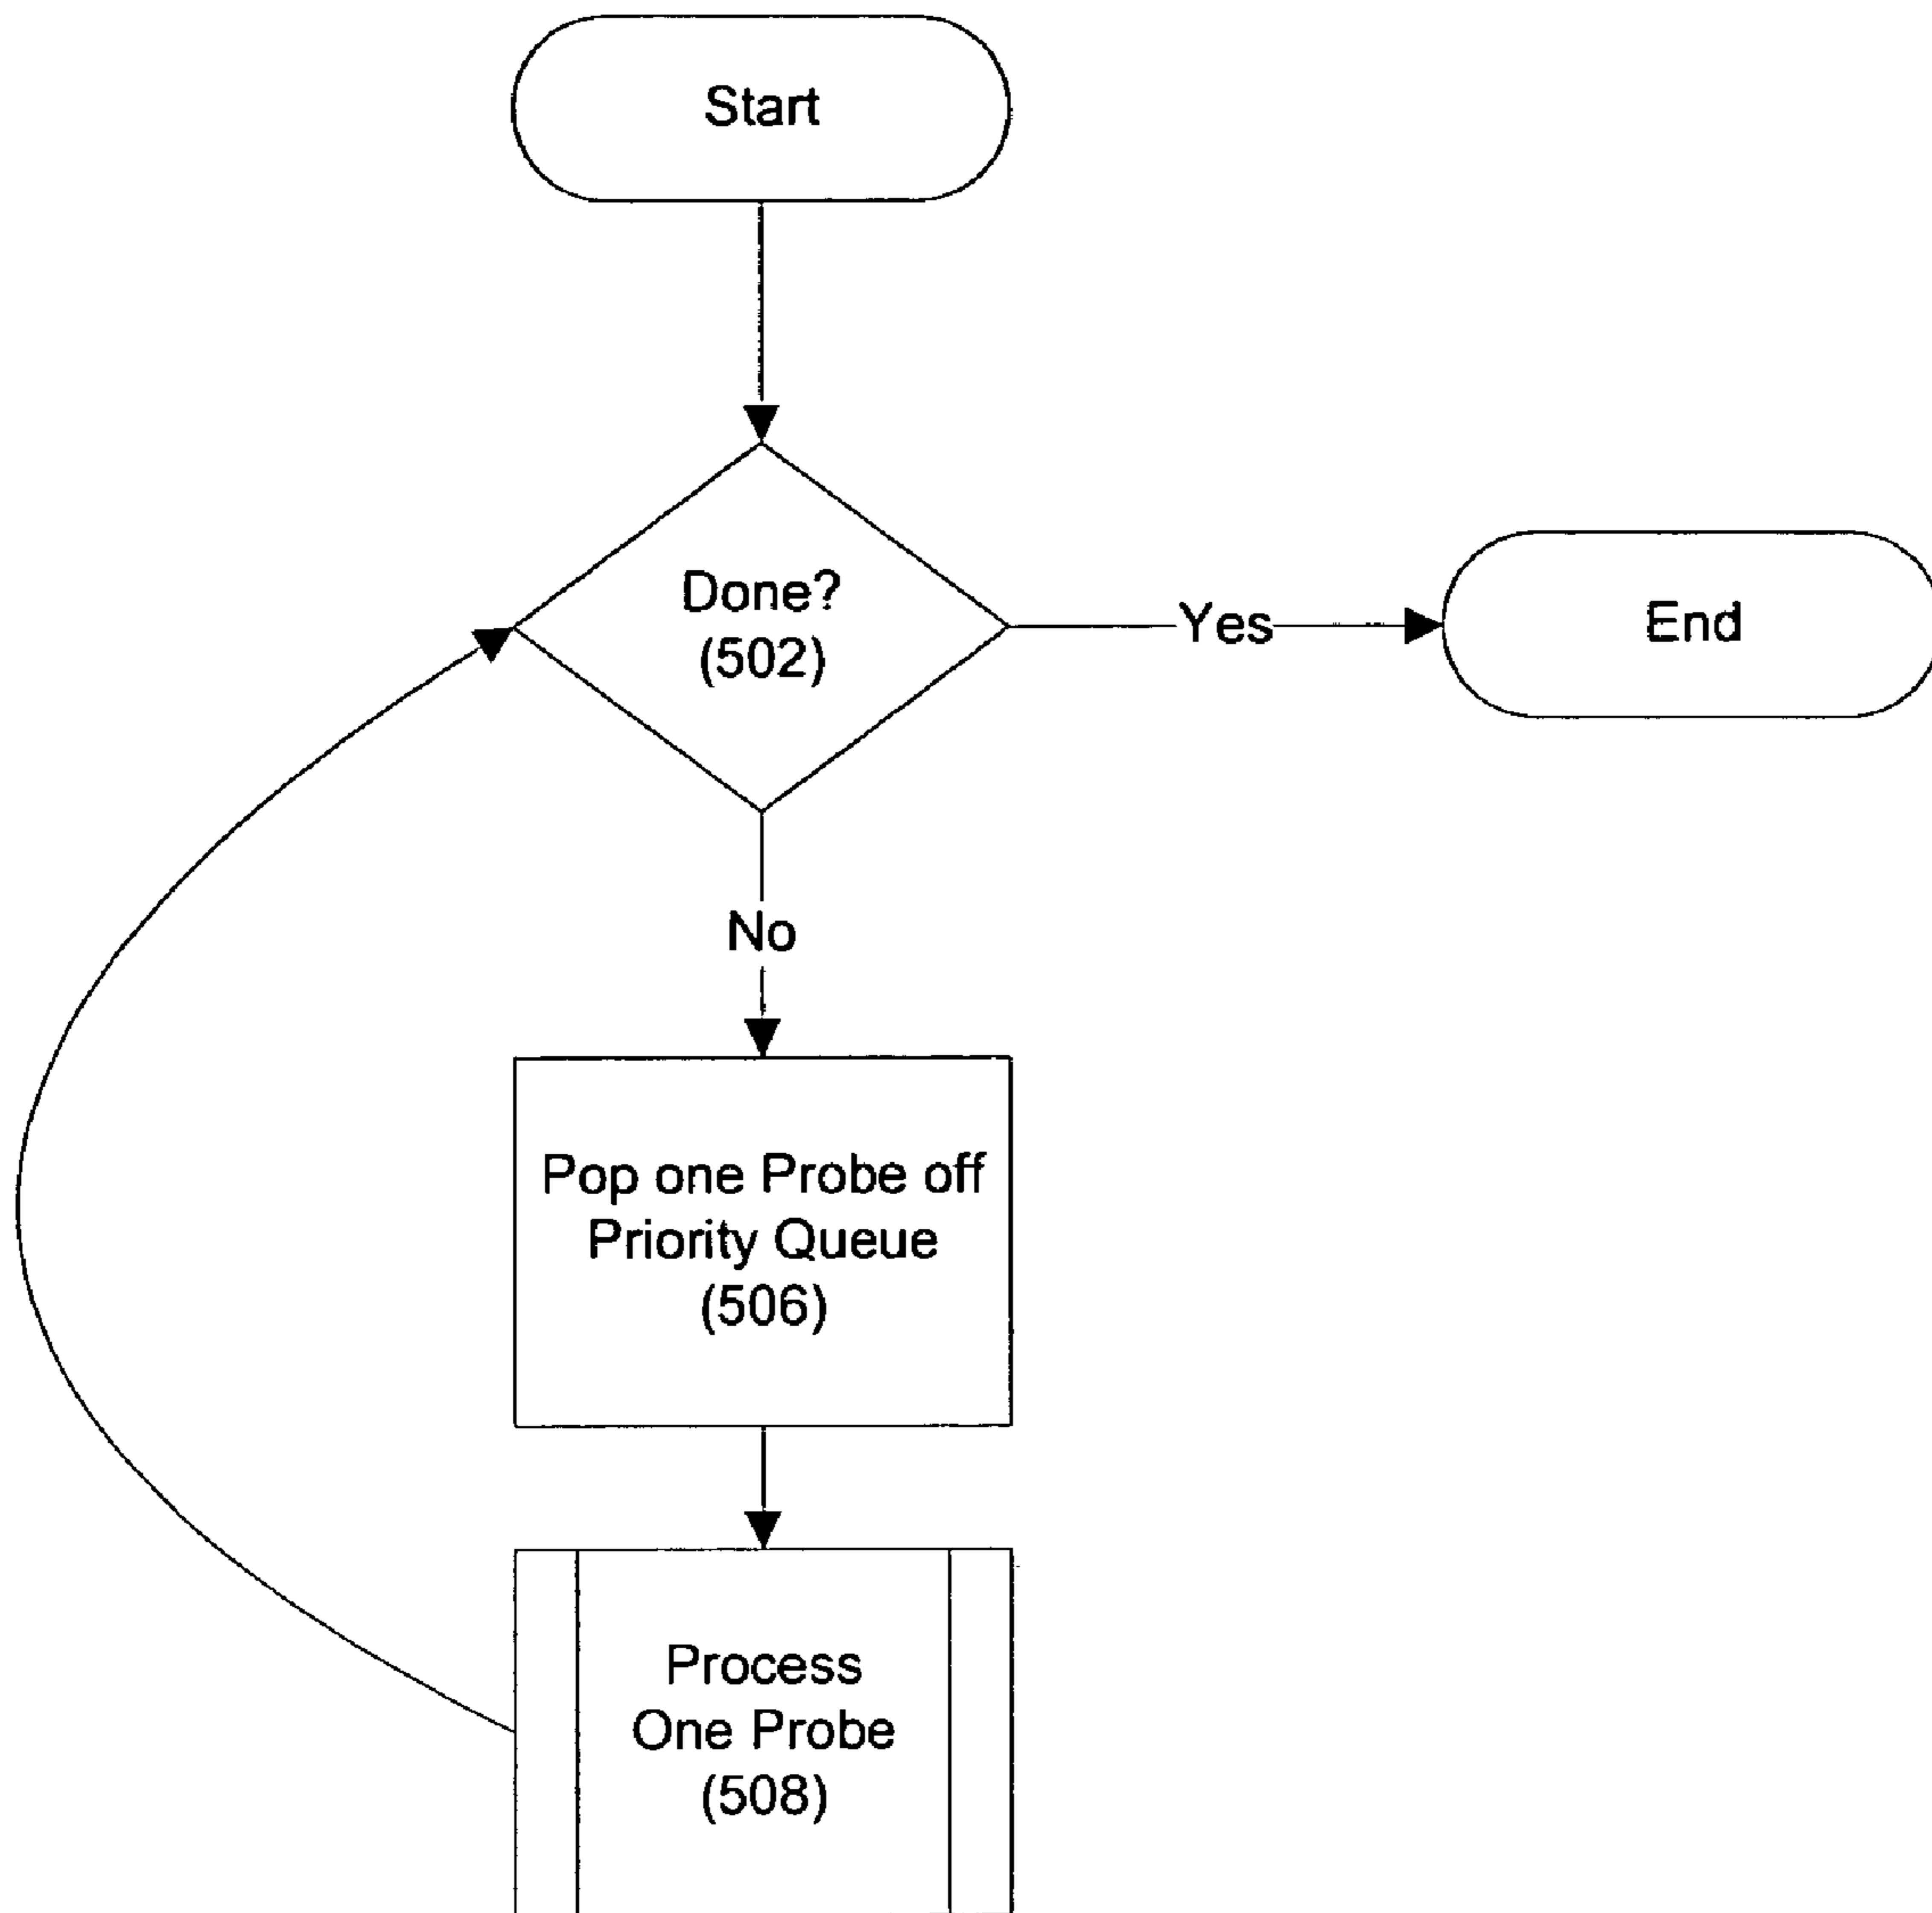 Start
Done?
(502)
Yes
End
No
Pop one Probe off
Priority Queue
(506)
Process
One Probe
(508)